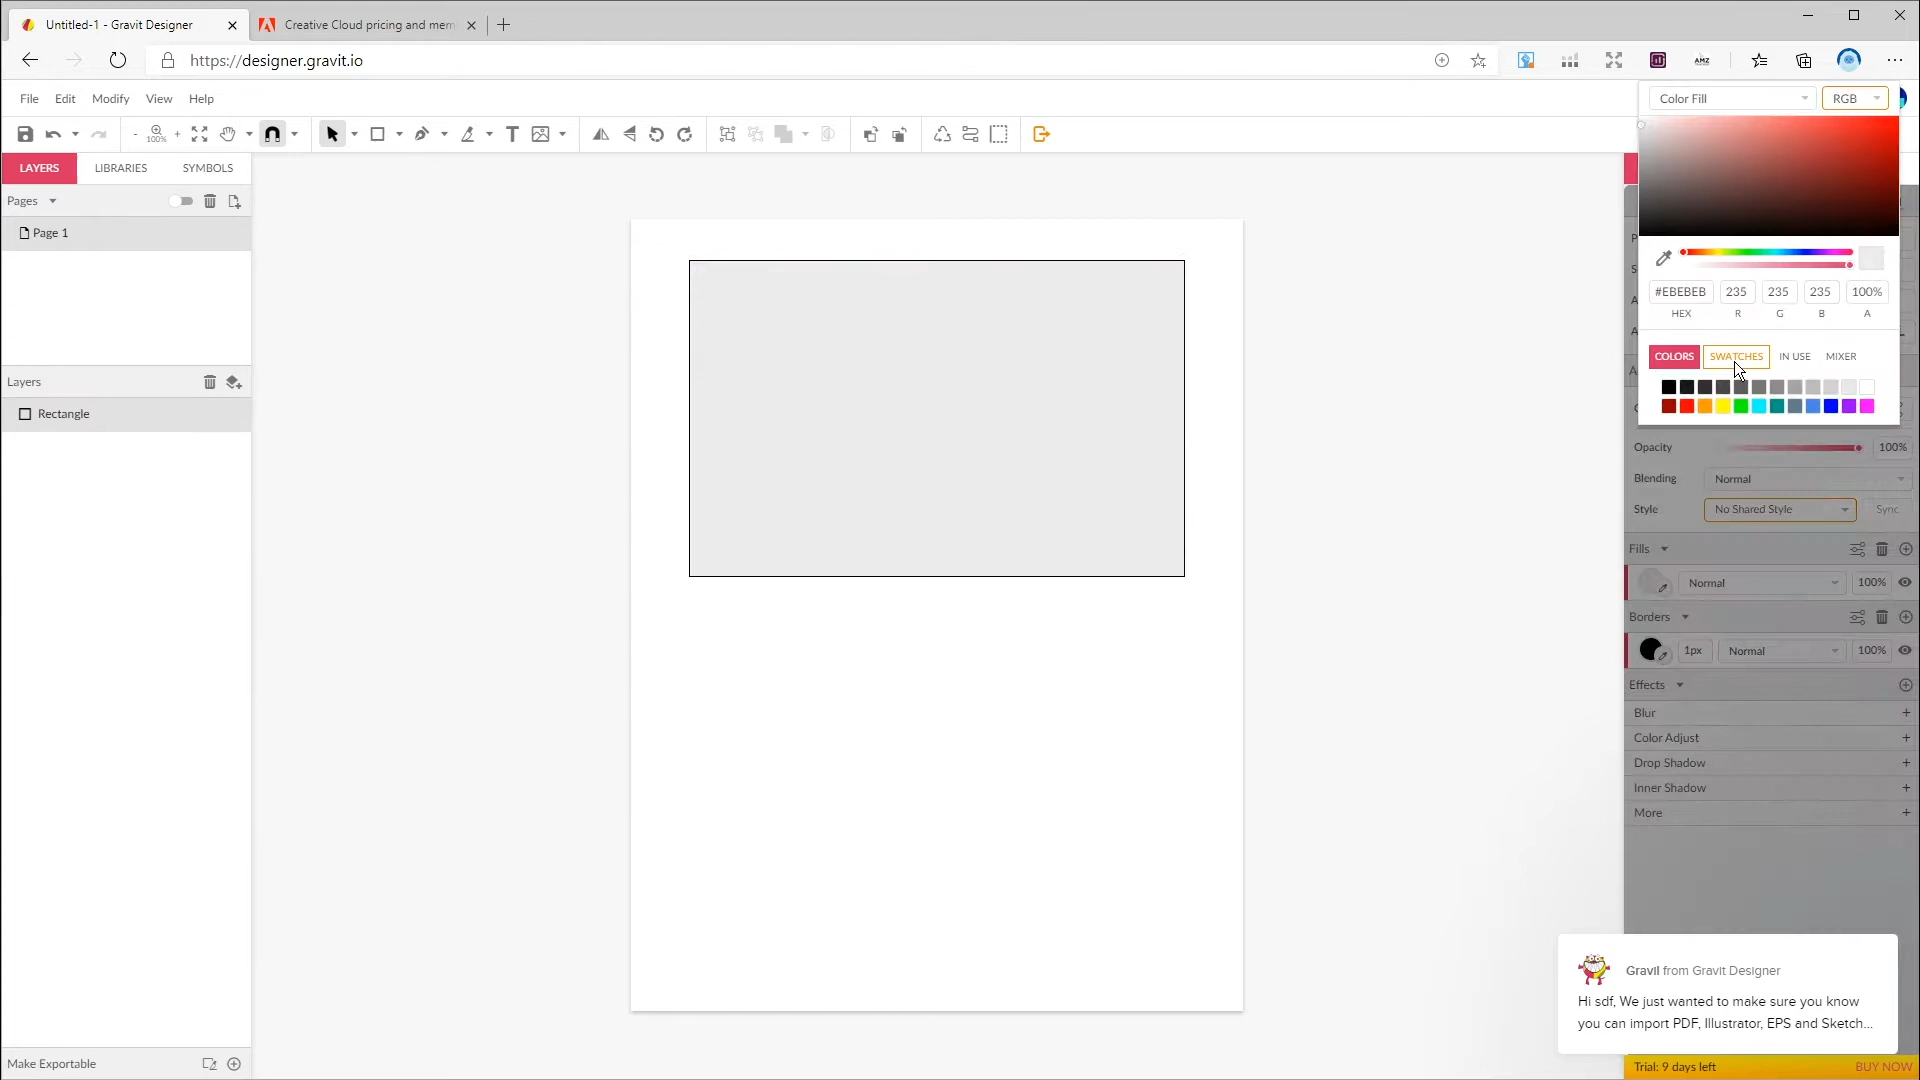 Untitled-1 - Gravit Designer
Creative Cloud pricing and mem
https://designer.gravit.io
AMZ
File Edit Modify View Help
Color Fill RGB
100%
LAYERS LIBRARIES SYMBOLS
Pages
Page 1
#EBEBEB 235 235 235 100%
HEX R G B A
COLORS SWATCHES IN USE MIXER
Layers
Rectangle
Opacity 100%
Blending Normal
Style No Shared Style Sync
Fills
Normal 100%
Borders
1px Normal 100%
Effects
Blur
Color Adjust
Drop Shadow
Inner Shadow
More
Gravil from Gravit Designer
Hi sdf, We just wanted to make sure you know
you can import PDF, Illustrator, EPS and Sketch...
Make Exportable
Trial: 9 days left BUY NOW